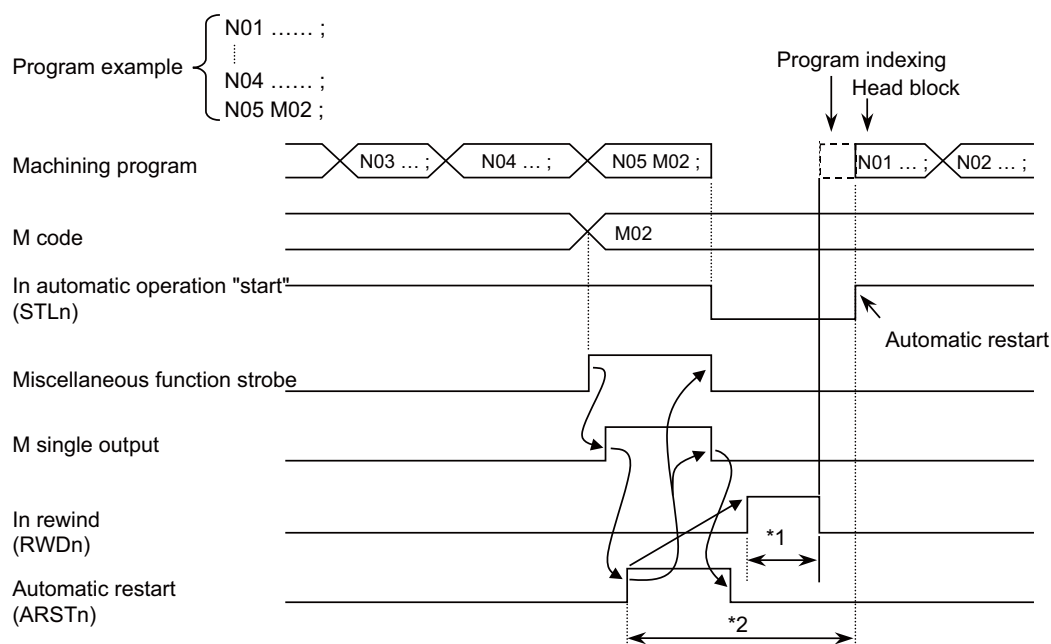 Program example
N01 …… ;
N04 …… ;
N05 M02 ;
Program indexing
Head block
Machining program
N03 … ;
N04 … ;
N05 M02 ;
N01 … ;
N02 … ;
M code
M02
In automatic operation "start"
(STLn)
Automatic restart
Miscellaneous function strobe
M single output
In rewind
(RWDn)
*1
Automatic restart
(ARSTn)
*2